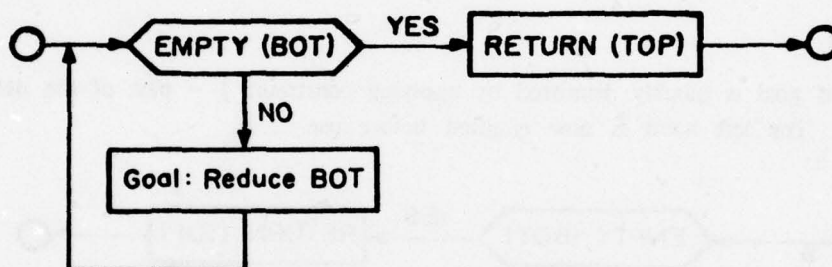 EMPTY (BOT)
YES
RETURN (TOP)
NO
Goal: Reduce BOT